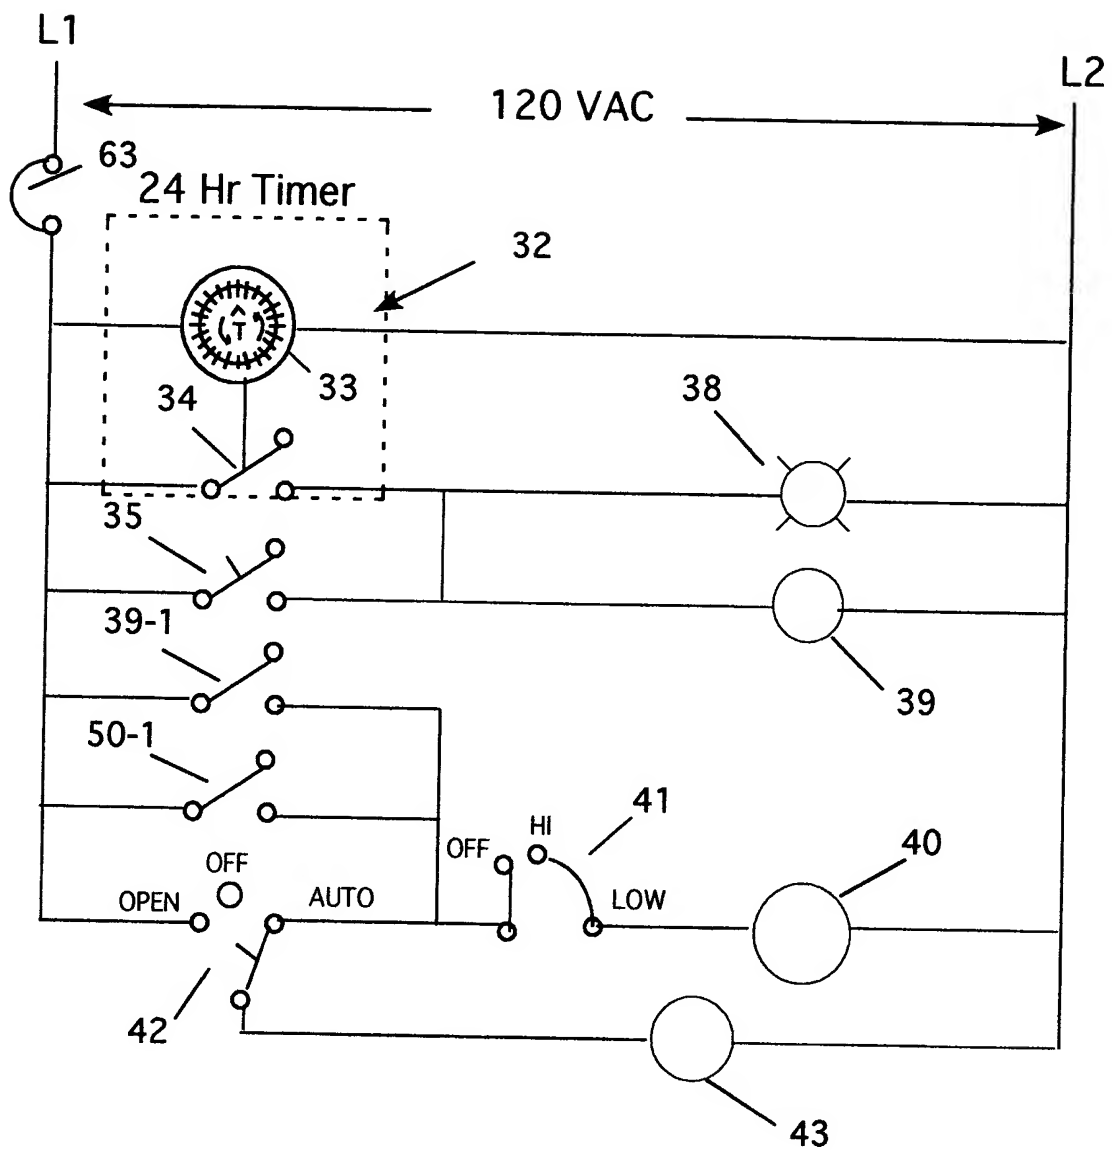 L1
L2
120 VAC
63
24 Hr Timer
32
T
33
34
38
35
39-1
39
50-1
41
HI
OFF
40
OFF
OPEN
AUTO
LOW
42
43